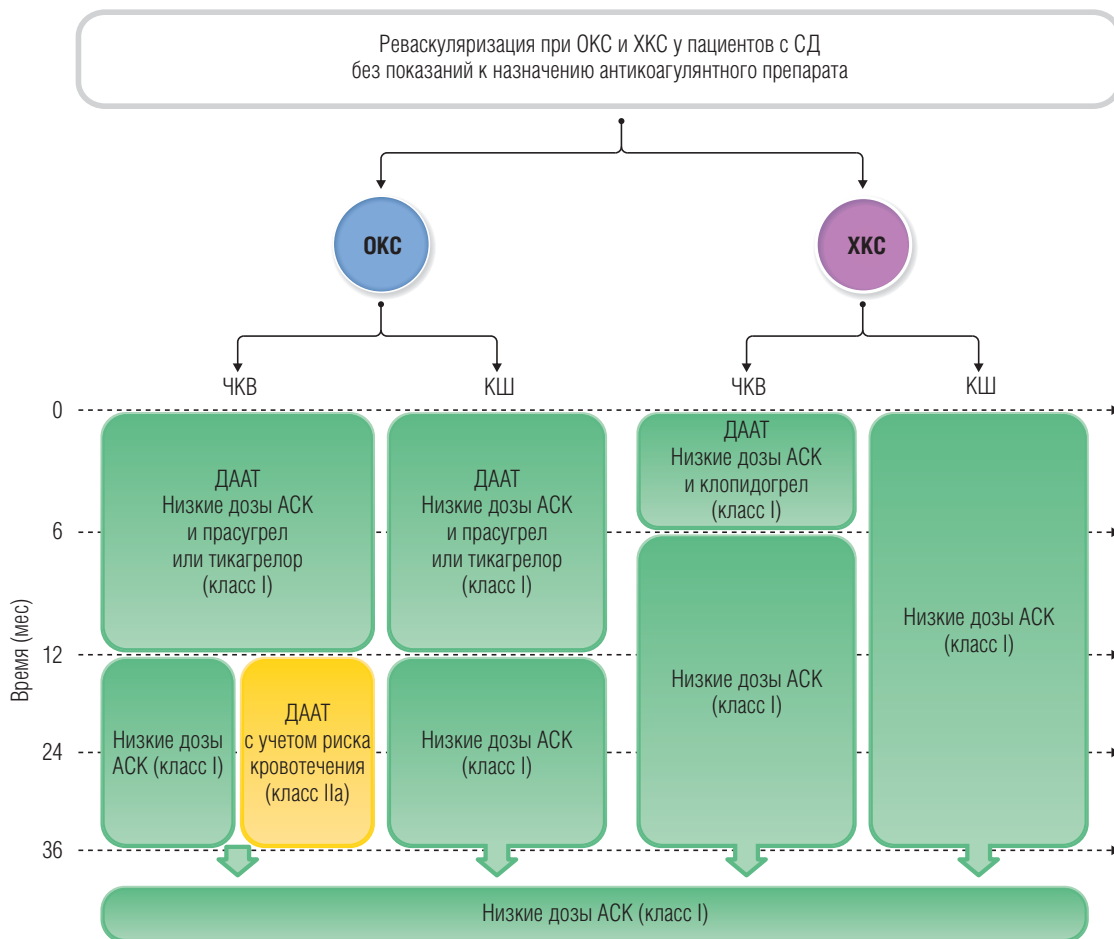 Реваскуляризация при ОКС и ХКС у пациентов с СД
без показаний к назначению антикоагулянтного препарата
ОКС
ХКС
ЧКВ
КШ
ЧКВ
КШ
Время (мес)
0
6
12
24
36
ДААТ
Низкие дозы АСК
и прасугрел
или тикагрелор
(класс I)
ДААТ
Низкие дозы АСК
и прасугрел
или тикагрелор
(класс I)
ДААТ
Низкие дозы АСК
и клопидогрел
(класс I)
Низкие дозы АСК
(класс I)
Низкие дозы АСК
(класс I)
Низкие дозы
АСК (класс I)
ДААТ
с учетом риска
кровотечения
(класс IIa)
Низкие дозы АСК
(класс I)
Низкие дозы АСК (класс I)